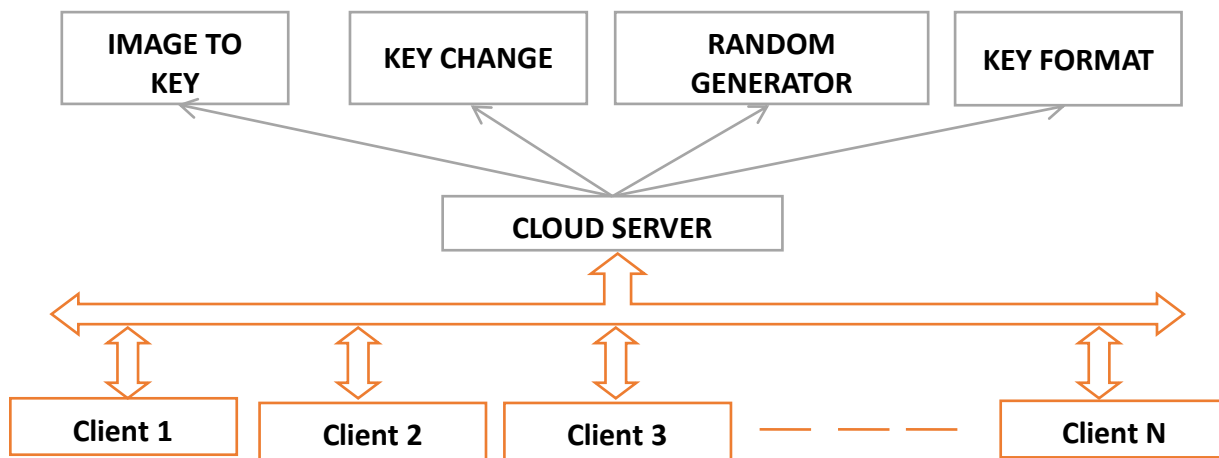 IMAGE TO
KEY
KEY CHANGE
RANDOM
GENERATOR
KEY FORMAT
CLOUD SERVER
Client 1
Client 2
Client 3
Client N